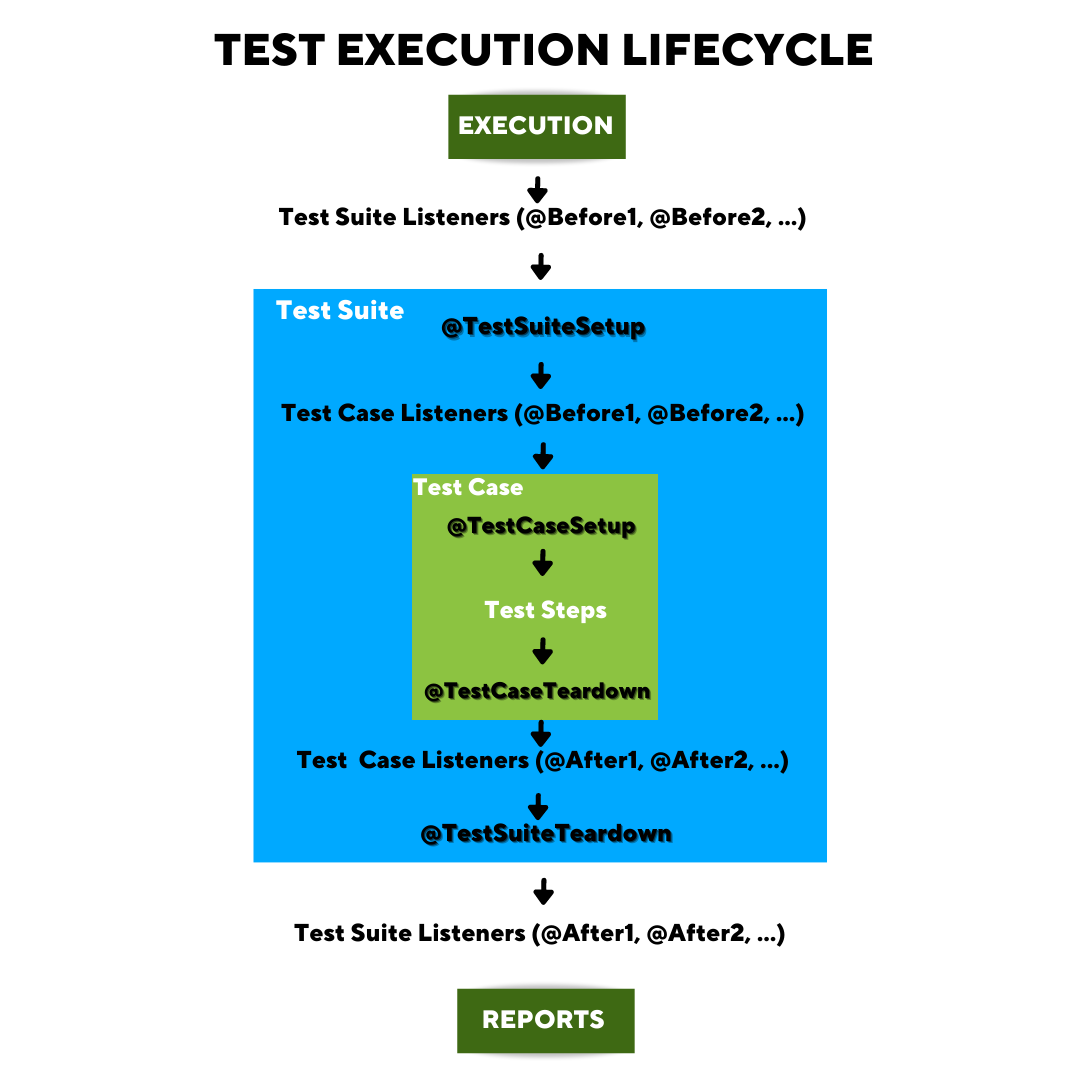 TEST EXECUTION LIFECYCLE
EXECUTION
Test Suite Listeners (@Before1, @Before2, ...)
Test Suite
@TestSuiteSetup
Test Case Listeners (@Before1, @Before2, ...)
Test Case
@TestCaseSetup
Test Steps
@TestCaseTeardown
Test  Case Listeners (@After1, @After2, ...)
@TestSuiteTeardown
Test Suite Listeners (@After1, @After2, ...)
REPORTS